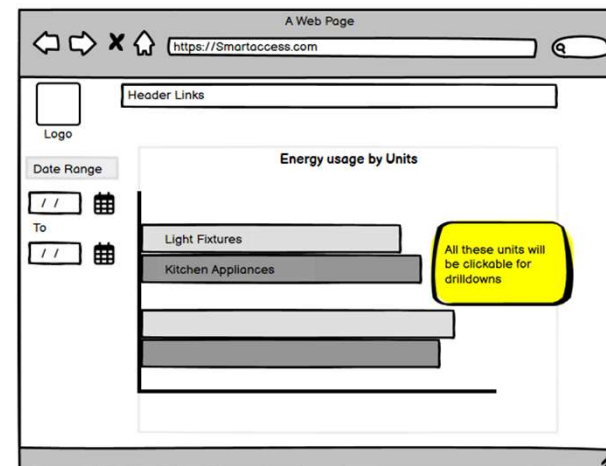 A Web Page
https://Smartaccess.com
Header Links
Logo
Date Range
/ /
To
/ /
Energy usage by Units
Light Fixtures
Kitchen Appliances
All these units will
be clickable for
drilldowns